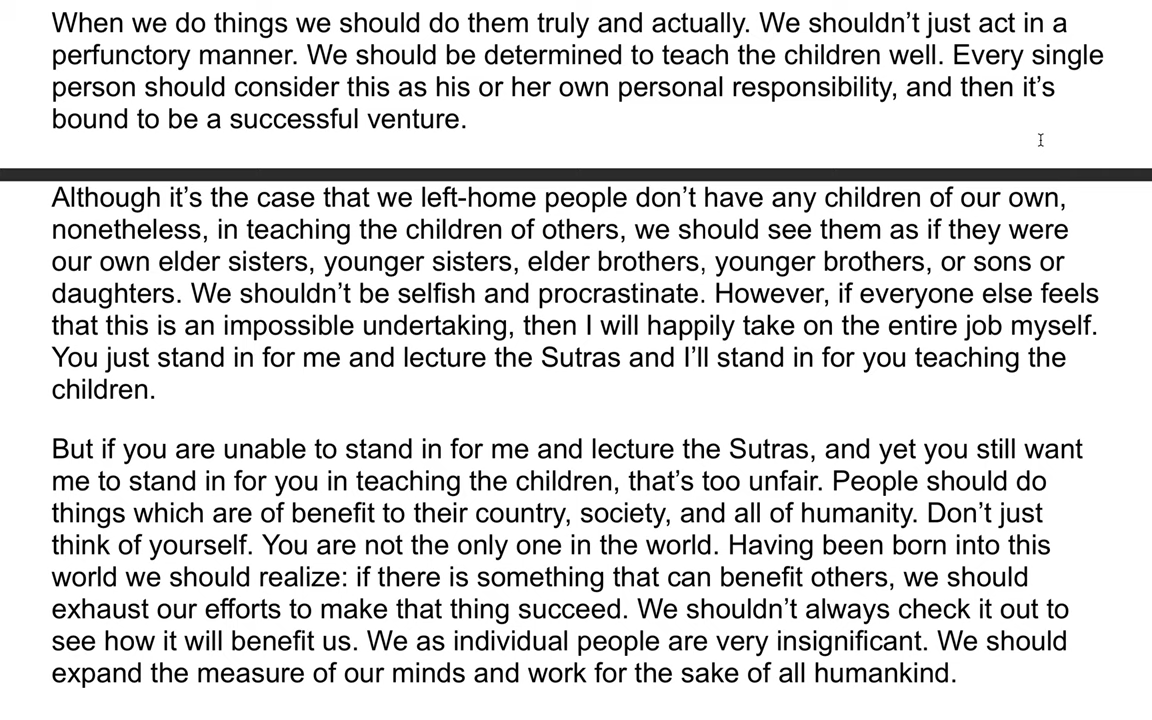 When we do things we should do them truly and actually. We shouldn’t just act in a
perfunctory manner. We should be determined to teach the children well. Every single
person should consider this as his or her own personal responsibility, and then it’s
bound to be a successful venture.
Although it’s the case that we left-home people don’t have any children of our own,
nonetheless, in teaching the children of others, we should see them as if they were
our own elder sisters, younger sisters, elder brothers, younger brothers, or sons or
daughters. We shouldn’t be selfish and procrastinate. However, if everyone else feels
that this is an impossible undertaking, then I will happily take on the entire job myself.
You just stand in for me and lecture the Sutras and I’ll stand in for you teaching the
children.
But if you are unable to stand in for me and lecture the Sutras, and yet you still want
me to stand in for you in teaching the children, that’s too unfair. People should do
things which are of benefit to their country, society, and all of humanity. Don’t just
think of yourself. You are not the only one in the world. Having been born into this
world we should realize: if there is something that can benefit others, we should
exhaust our efforts to make that thing succeed. We shouldn’t always check it out to
see how it will benefit us. We as individual people are very insignificant. We should
expand the measure of our minds and work for the sake of all humankind.